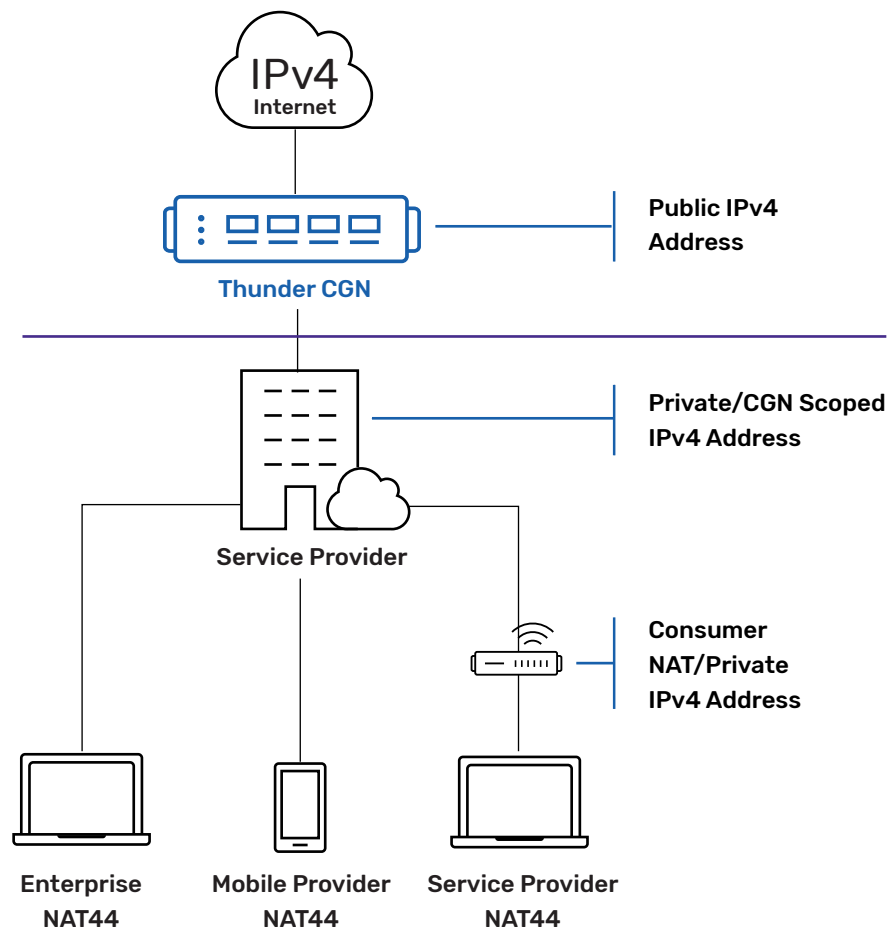 IPv4
Internet
Thunder CGN
Public IPv4
Address
Private/CGN Scoped
IPv4 Address
Service Provider
Consumer
NAT/Private
IPv4 Address
Enterprise
NAT44
Mobile Provider
NAT44
Service Provider
NAT44